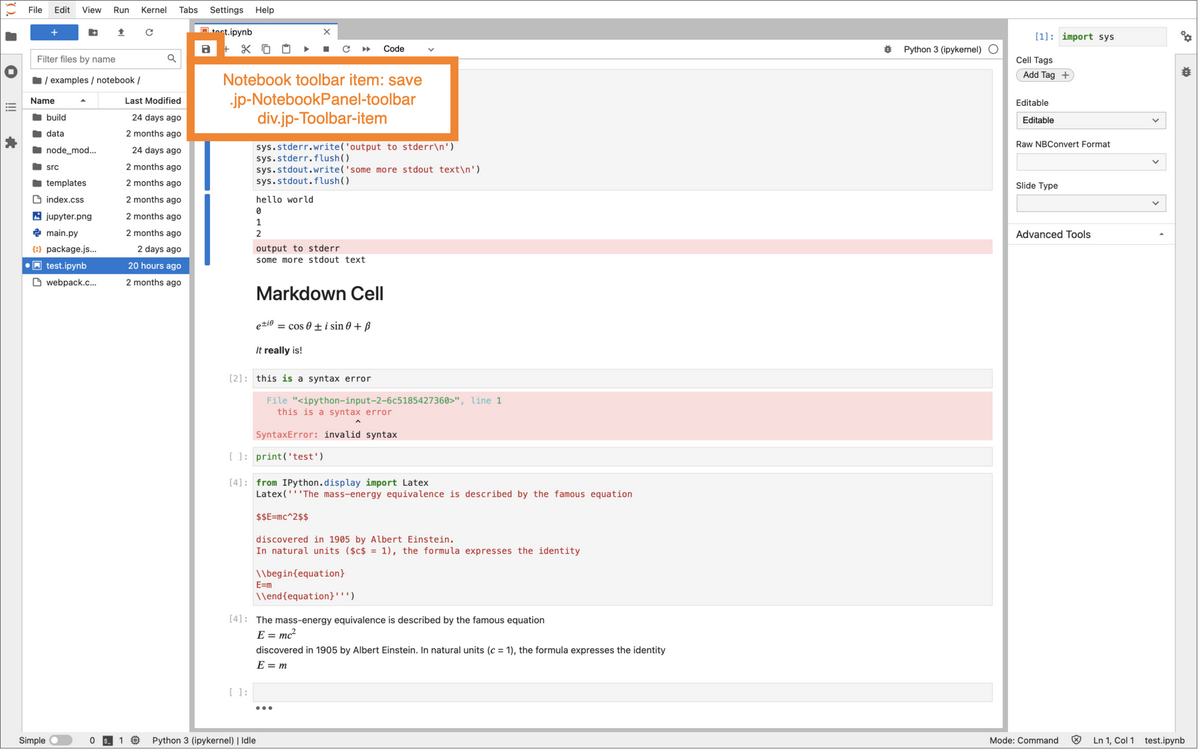 File Edit View Run Kernel Tabs Settings Help
Filter files by name
/ examples / notebook /
Name Last Modified
build 24 days ago
data 2 months ago
node_mod... 24 days ago
src 2 months ago
templates 2 months ago
index.css 2 months ago
jupyter.png 2 months ago
main.py 2 months ago
package.js... 2 days ago
test.ipynb 20 hours ago
webpack.c... 2 months ago
test.ipynb
Code
Python 3 (ipykernel)
Notebook toolbar item: save
.jp-NotebookPanel-toolbar
div.jp-Toolbar-item
sys.stderr.write('output to stderr\n')
sys.stderr.flush()
sys.stdout.write('some more stdout text\n')
sys.stdout.flush()
hello world
0
1
2
output to stderr
some more stdout text
Markdown Cell
e±iθ = cos θ ± i sin θ + β
It really is!
[2]: this is a syntax error
File "<ipython-input-2-6c5185427360>", line 1
this is a syntax error
^
SyntaxError: invalid syntax
[ ]: print('test')
[4]: from IPython.display import Latex
Latex('''The mass-energy equivalence is described by the famous equation
$$E=mc^2$$
discovered in 1905 by Albert Einstein.
In natural units ($c$ = 1), the formula expresses the identity
\\begin{equation}
E=m
\\end{equation}''')
[4]: The mass-energy equivalence is described by the famous equation
E = mc²
discovered in 1905 by Albert Einstein. In natural units (c = 1), the formula expresses the identity
E = m
[ ]:
[1]: import sys
Cell Tags
Add Tag +
Editable
Editable
Raw NBConvert Format
Slide Type
Advanced Tools
Simple 0 1 Python 3 (ipykernel) | Idle
Mode: Command Ln 1, Col 1 test.ipynb